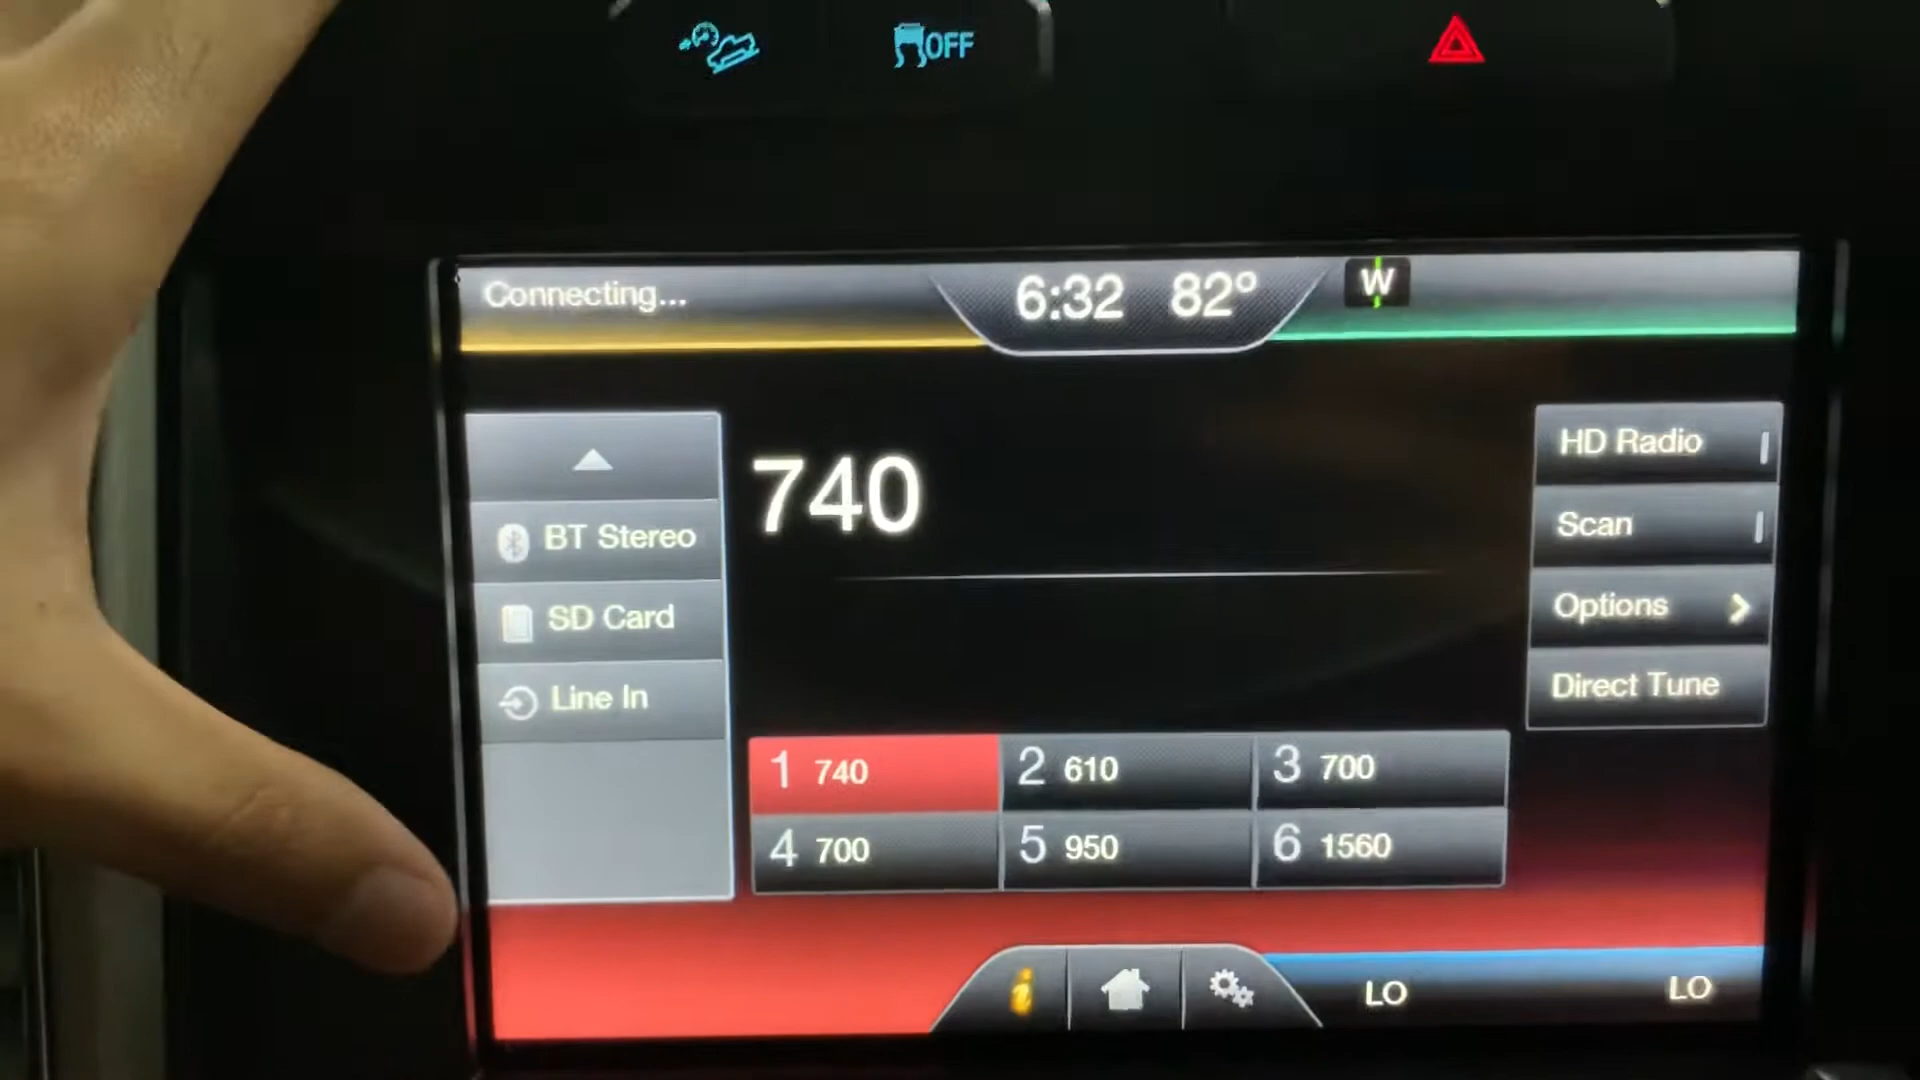 OFF
Connecting...
6:32 82°
W
740
BT Stereo
SD Card
Line In
HD Radio
Scan
Options
Direct Tune
1 740
2 610
3 700
4 700
5 950
6 1560
i
LO
LO